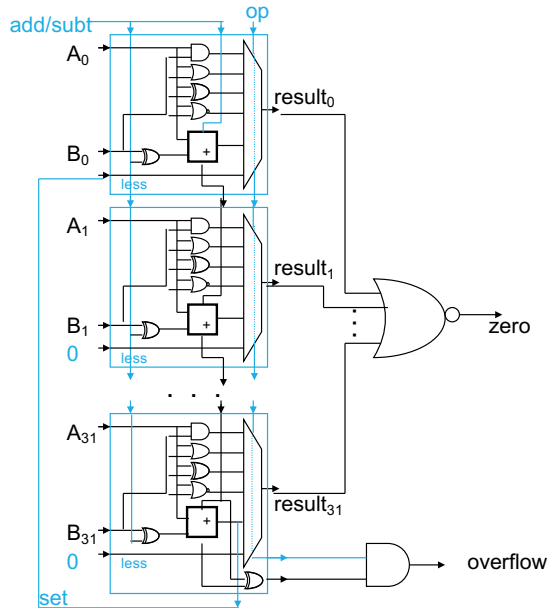 add/subt
op
A0
result0
+
B0
less
A1
result1
+
B1
0
less
zero
. . .
A31
result31
+
B31
0
less
overflow
set